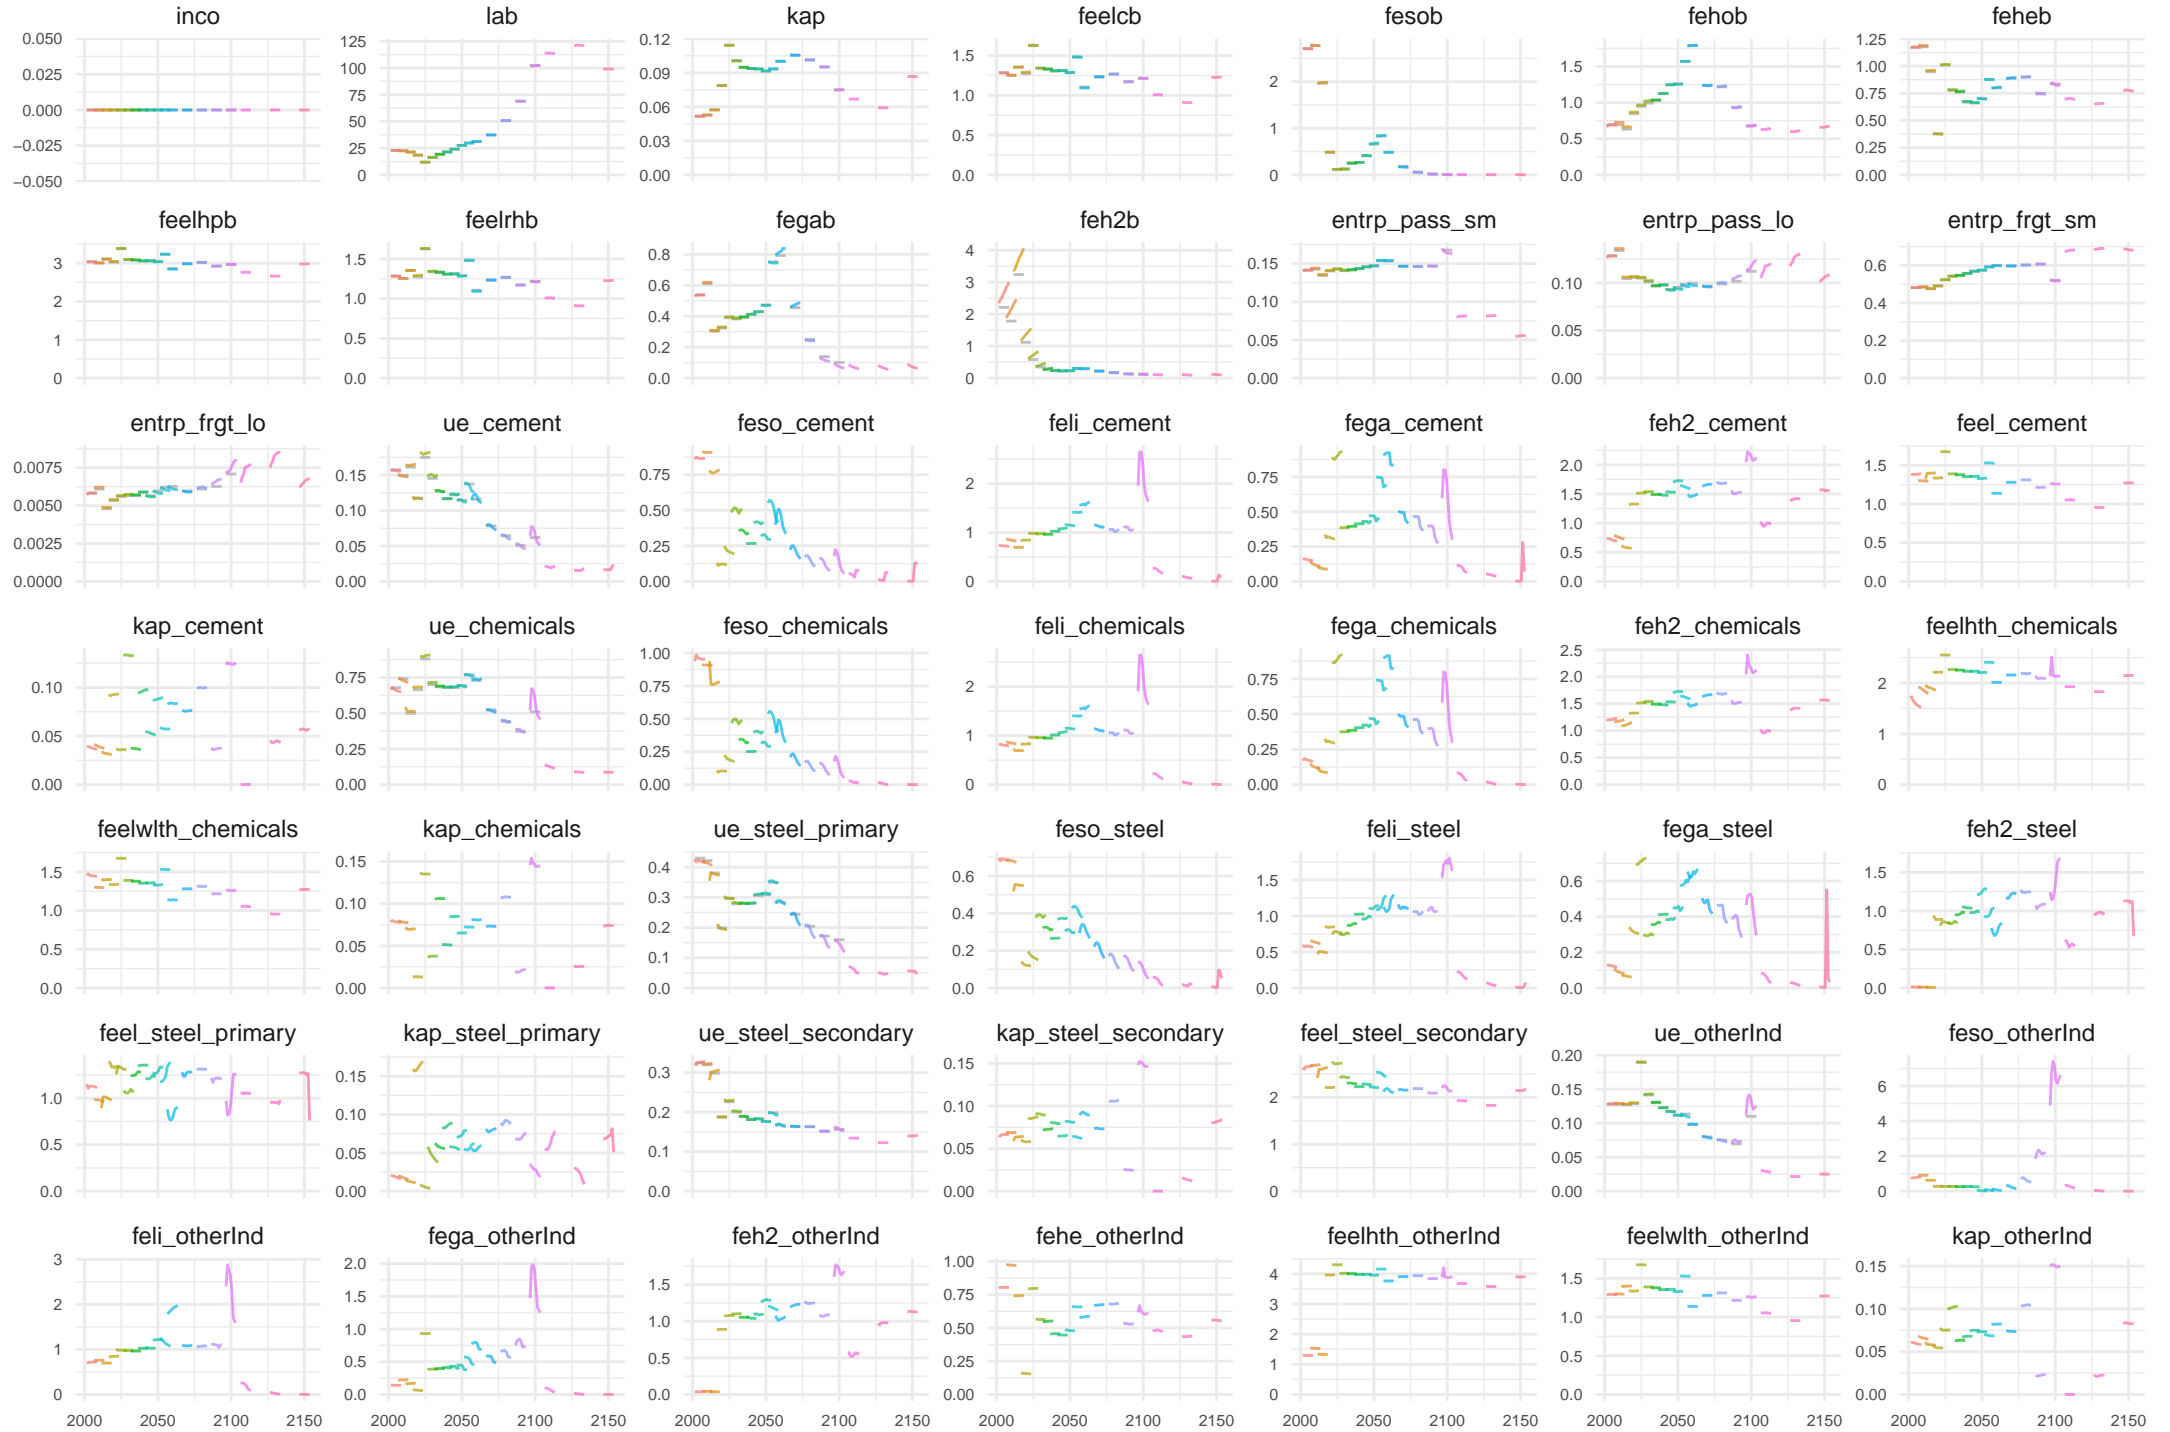 inco lab kap feelcb fesob fehob feheb
0.050 0.025 0.000 −0.025 −0.050
125 100 75 50 25 0
0.12 0.09 0.06 0.03 0.00
1.5 1.0 0.5 0.0
2 1 0
1.5 1.0 0.5 0.0
1.25 1.00 0.75 0.50 0.25 0.00
feelhpb feelrhb fegab feh2b entrp_pass_sm entrp_pass_lo entrp_frgt_sm
3 2 1 0
1.5 1.0 0.5 0.0
0.8 0.6 0.4 0.2 0.0
4 3 2 1 0
0.15 0.10 0.05 0.00
0.10 0.05 0.00
0.6 0.4 0.2 0.0
entrp_frgt_lo ue_cement feso_cement feli_cement fega_cement feh2_cement feel_cement
0.0075 0.0050 0.0025 0.0000
0.15 0.10 0.05 0.00
0.75 0.50 0.25 0.00
2 1 0
0.75 0.50 0.25 0.00
2.0 1.5 1.0 0.5 0.0
1.5 1.0 0.5 0.0
kap_cement ue_chemicals feso_chemicals feli_chemicals fega_chemicals feh2_chemicals feelhth_chemicals
0.10 0.05 0.00
0.75 0.50 0.25 0.00
1.00 0.75 0.50 0.25 0.00
2 1 0
0.75 0.50 0.25 0.00
2.5 2.0 1.5 1.0 0.5 0.0
2 1 0
feelwlth_chemicals kap_chemicals ue_steel_primary feso_steel feli_steel fega_steel feh2_steel
1.5 1.0 0.5 0.0
0.15 0.10 0.05 0.00
0.4 0.3 0.2 0.1 0.0
0.6 0.4 0.2 0.0
1.5 1.0 0.5 0.0
0.6 0.4 0.2 0.0
1.5 1.0 0.5 0.0
feel_steel_primary kap_steel_primary ue_steel_secondary kap_steel_secondary feel_steel_secondary ue_otherInd feso_otherInd
1.0 0.5 0.0
0.15 0.10 0.05 0.00
0.3 0.2 0.1 0.0
0.15 0.10 0.05 0.00
2 1 0
0.20 0.15 0.10 0.05 0.00
6 4 2 0
feli_otherInd fega_otherInd feh2_otherInd fehe_otherInd feelhth_otherInd feelwlth_otherInd kap_otherInd
3 2 1 0
2.0 1.5 1.0 0.5 0.0
1.5 1.0 0.5 0.0
1.00 0.75 0.50 0.25 0.00
4 3 2 1 0
1.5 1.0 0.5 0.0
0.15 0.10 0.05 0.00
2000 2050 2100 2150 2000 2050 2100 2150 2000 2050 2100 2150 2000 2050 2100 2150 2000 2050 2100 2150 2000 2050 2100 2150 2000 2050 2100 2150